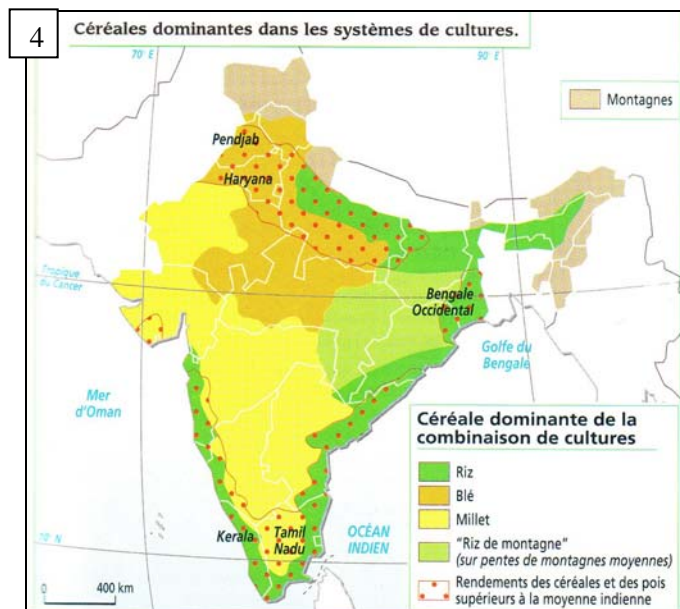 4
Céréales dominantes dans les systèmes de cultures.
70° E
90° E
Montagnes
Pendjab
Haryana
Tropique
du Cancer
Bengale
Occidental
Golfe du
Bengale
Mer
d'Oman
Céréale dominante de la
combinaison de cultures
Riz
Blé
Millet
"Riz de montagne"
(sur pentes de montagnes moyennes)
Rendements des céréales et des pois
supérieurs à la moyenne indienne
Kerala
Tamil
Nadu
OCÉAN
INDIEN
10° N
0
400 km